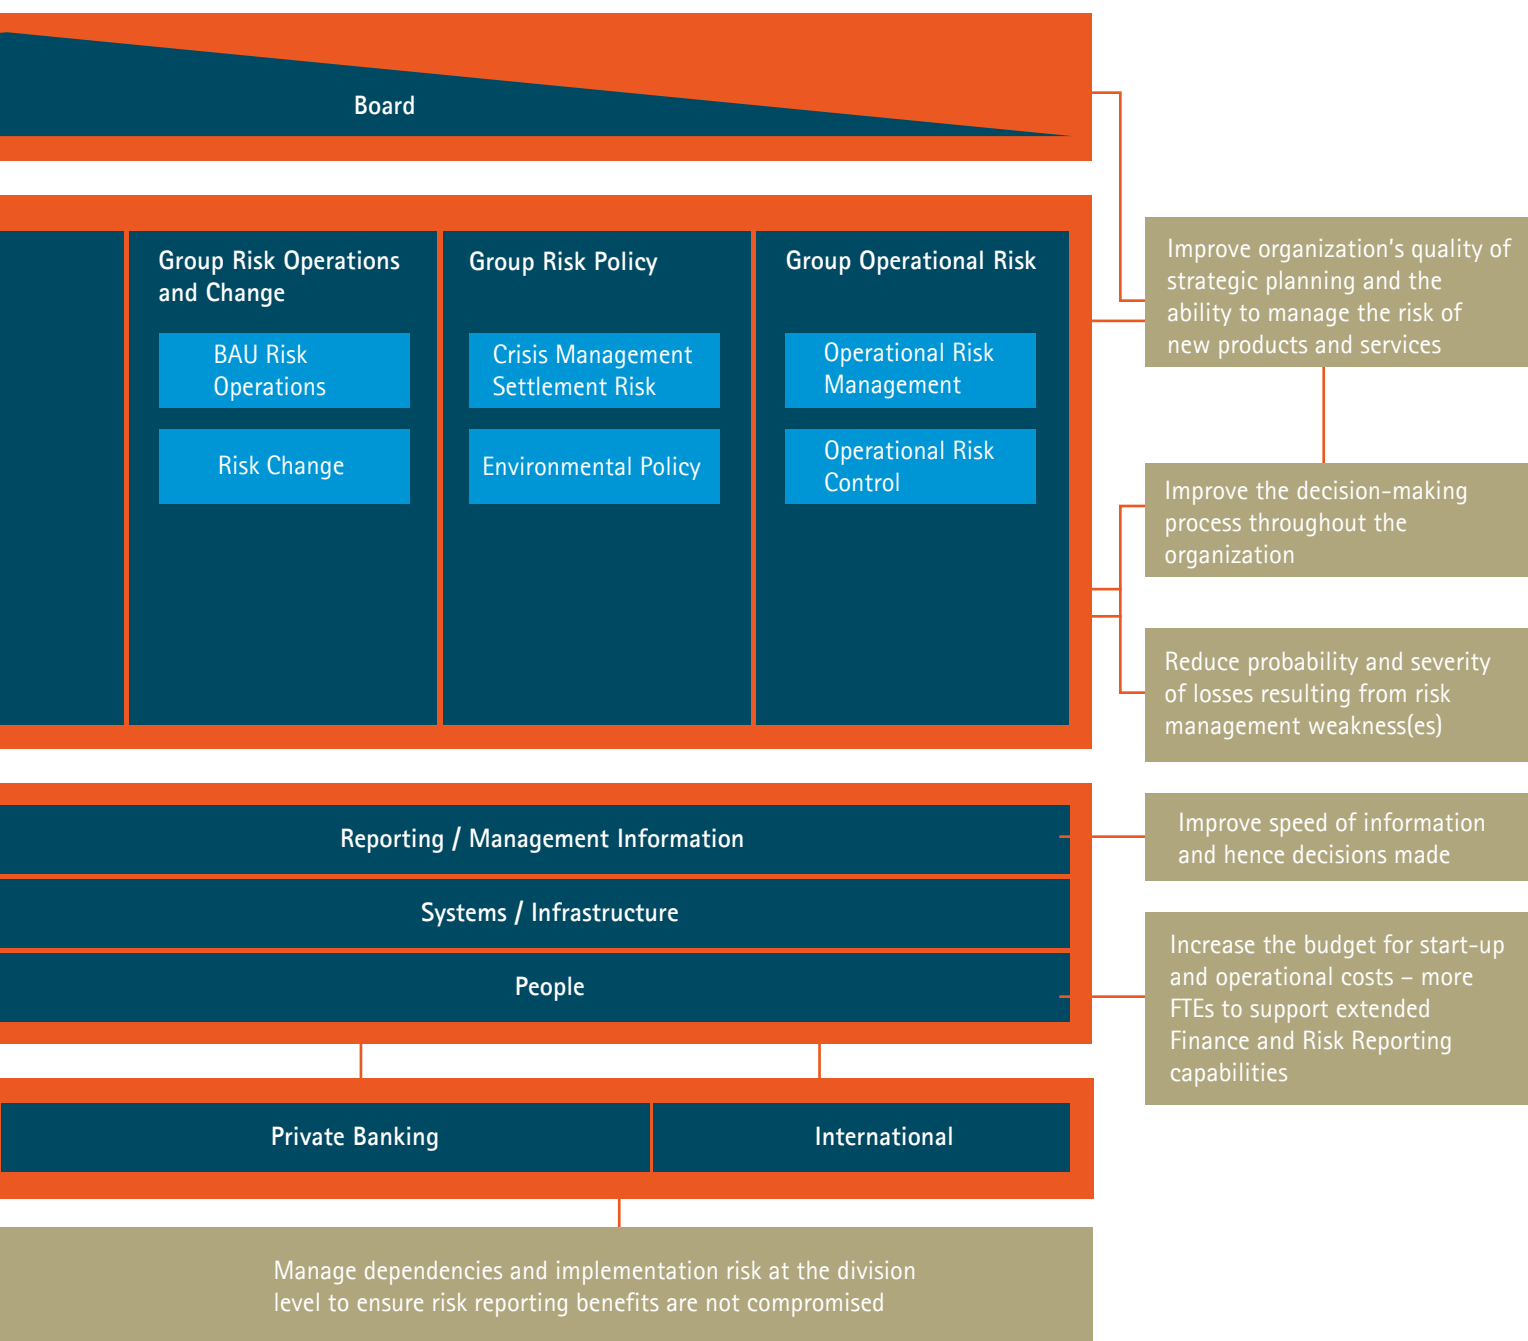 Board
Group Risk Operations
and Change
BAU Risk
Operations
Risk Change
Group Risk Policy
Crisis Management
Settlement Risk
Environmental Policy
Group Operational Risk
Operational Risk
Management
Operational Risk
Control
Improve organization's quality of
strategic planning and the
ability to manage the risk of
new products and services
Improve the decision-making
process throughout the
organization
Reduce probability and severity
of losses resulting from risk
management weakness(es)
Reporting / Management Information
Systems / Infrastructure
People
Improve speed of information
and hence decisions made
Increase the budget for start-up
and operational costs – more
FTEs to support extended
Finance and Risk Reporting
capabilities
Private Banking
International
Manage dependencies and implementation risk at the division
level to ensure risk reporting benefits are not compromised